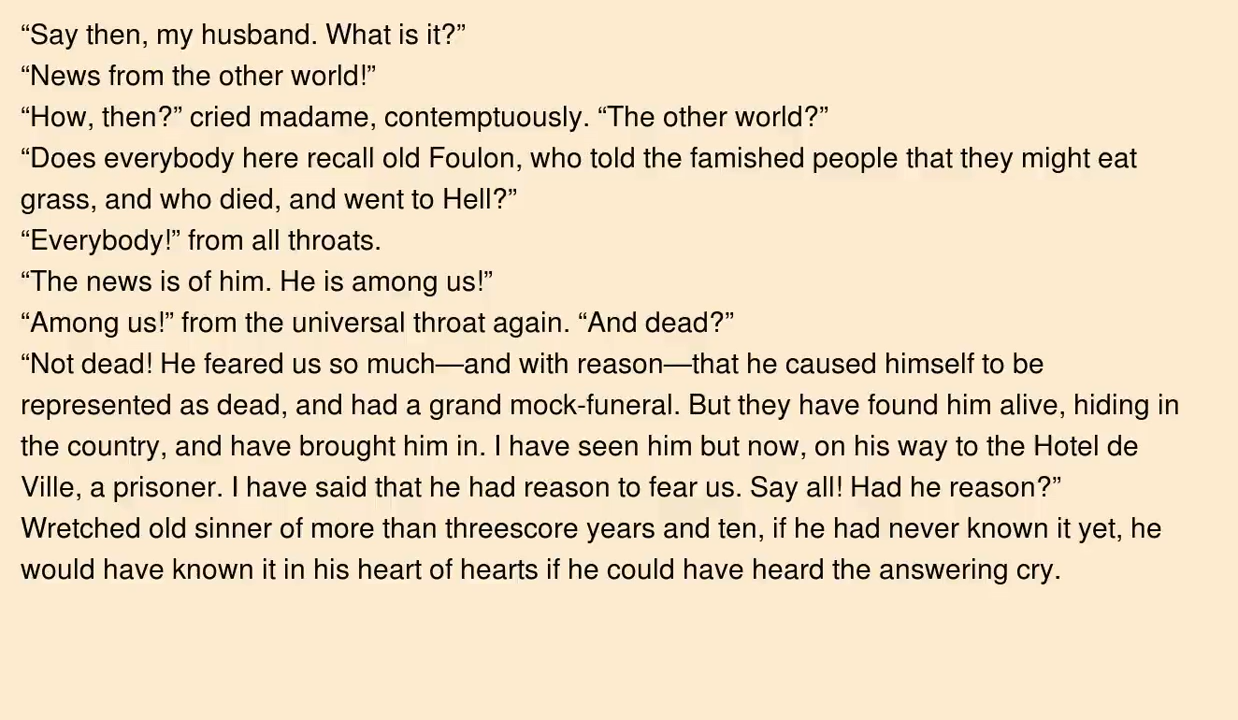 “Say then, my husband. What is it?”
“News from the other world!”
“How, then?” cried madame, contemptuously. “The other world?”
“Does everybody here recall old Foulon, who told the famished people that they might eat
grass, and who died, and went to Hell?”
“Everybody!” from all throats.
“The news is of him. He is among us!”
“Among us!” from the universal throat again. “And dead?”
“Not dead! He feared us so much—and with reason—that he caused himself to be
represented as dead, and had a grand mock-funeral. But they have found him alive, hiding in
the country, and have brought him in. I have seen him but now, on his way to the Hotel de
Ville, a prisoner. I have said that he had reason to fear us. Say all! Had he reason?”
Wretched old sinner of more than threescore years and ten, if he had never known it yet, he
would have known it in his heart of hearts if he could have heard the answering cry.